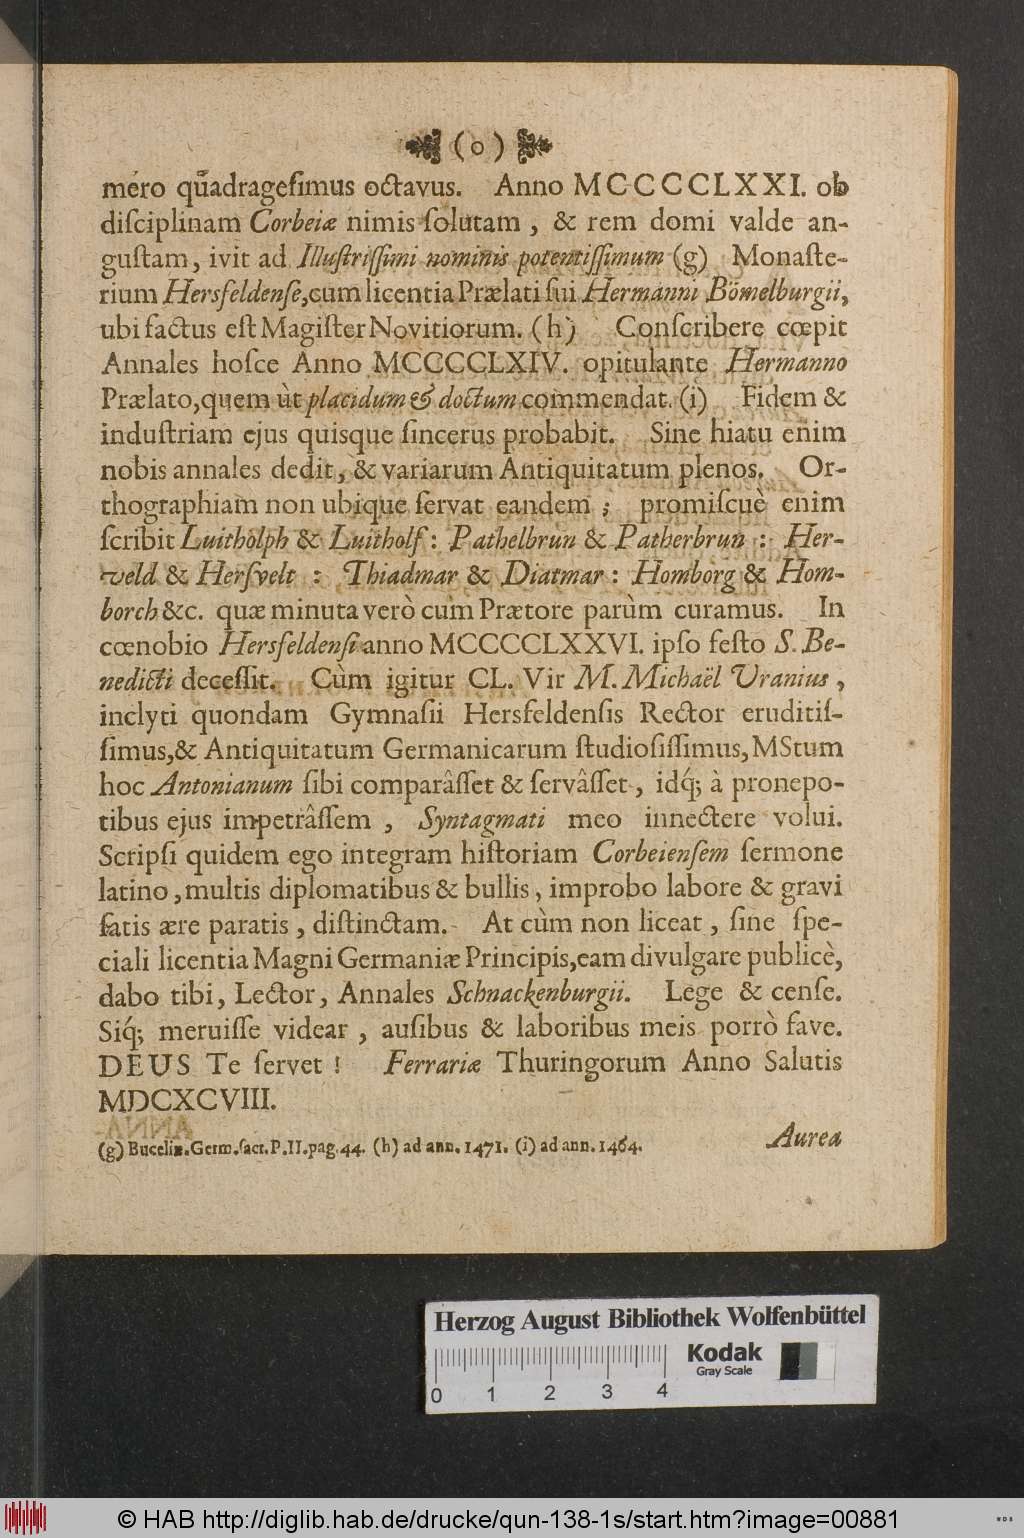 ( o )
mero quadragesimus octavus. Anno MCCCCCLXXI. ob
diſciplinam Corbeiæ nimis ſolutam, & rem domi valde an-
guſtam, ivit ad Illuſtriſſimi nominis potentiſſimum (g) Monaſte-
rium Hersfeldenſe, cum licentia Prælati ſui Hermanni Bömelburgii,
ubi factus eſt Magiſter Novitiorum. (h) Conſcribere cœpit
Annales hoſce Anno MCCCCCLXIV. opitulante Hermanno
Prælato, quem ùt placidum & doctum commendat. (i) Fidem &
induſtriam ejus quisque ſincerus probabit. Sine hiatu enim
nobis annales dedit, & variarum Antiquitatum plenos. Or-
thographiam non ubique ſervat eandem; promiſcuè enim
ſcribit Luitholph & Luitholf: Pathelbrun & Patherbrun: Her-
veld & Herſvelt: Thiadmar & Diatmar: Homborg & Hom-
borch &c. quæ minuta verò cum Prætore parùm curamus. In
cœnobio Hersfeldenſi anno MCCCCCLXXVI. ipſo feſto S. Be-
nedicti deceſſit. Cùm igitur CL. Vir M. Michaël Uranius,
inclyti quondam Gymnaſii Hersfeldenſis Rector eruditiſ-
ſimus, & Antiquitatum Germanicarum ſtudioſiſſimus, MStum
hoc Antonianum ſibi comparâſſet & ſervâſſet, idq́; à pronepo-
tibus ejus impetrâſſem, Syntagmati meo innectere volui.
Scripſi quidem ego integram hiſtoriam Corbeienſem ſermone
latino, multis diplomatibus & bullis, improbo labore & gravi
ſatis ære paratis, diſtinctam. At cùm non liceat, ſine ſpe-
ciali licentia Magni Germaniæ Principis, eam divulgare publicè,
dabo tibi, Lector, Annales Schnackenburgii. Lege & cenſe.
Siq́; meruiſſe videar, auſibus & laboribus meis porrò fave.
DEUS Te ſervet! Ferrariæ Thuringorum Anno Salutis
MDCXCVIII.
Aurea
(g) Bucelin. Germ. ſacr. P. II. pag. 44. (h) ad ann. 1471. (i) ad ann. 1464.
Herzog August Bibliothek Wolfenbüttel
Kodak
Gray Scale
0 1 2 3 4
© HAB http://diglib.hab.de/drucke/qun-138-1s/start.htm?image=00881